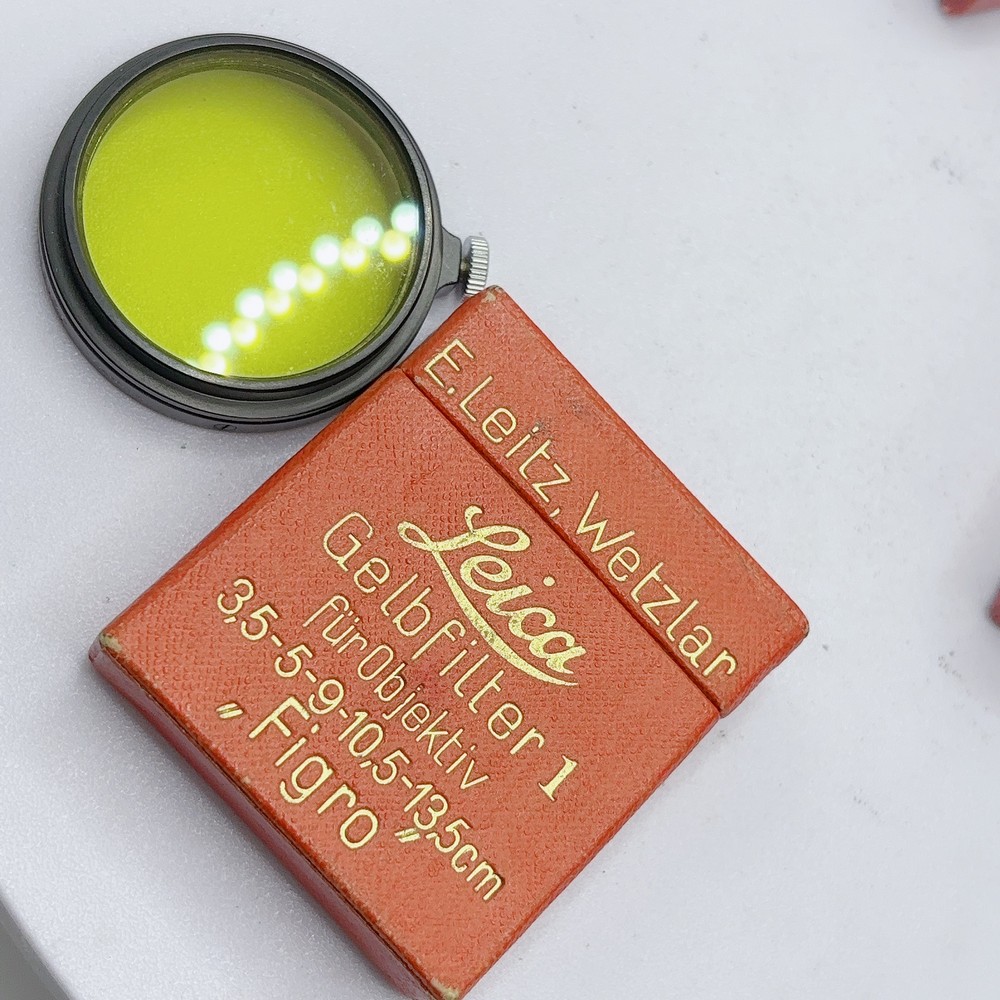 E. Leitz, Wetzlar
Leica
Gelbfilter 1
für Objektiv
3,5-5-9-10,5-13,5cm
„Figro”